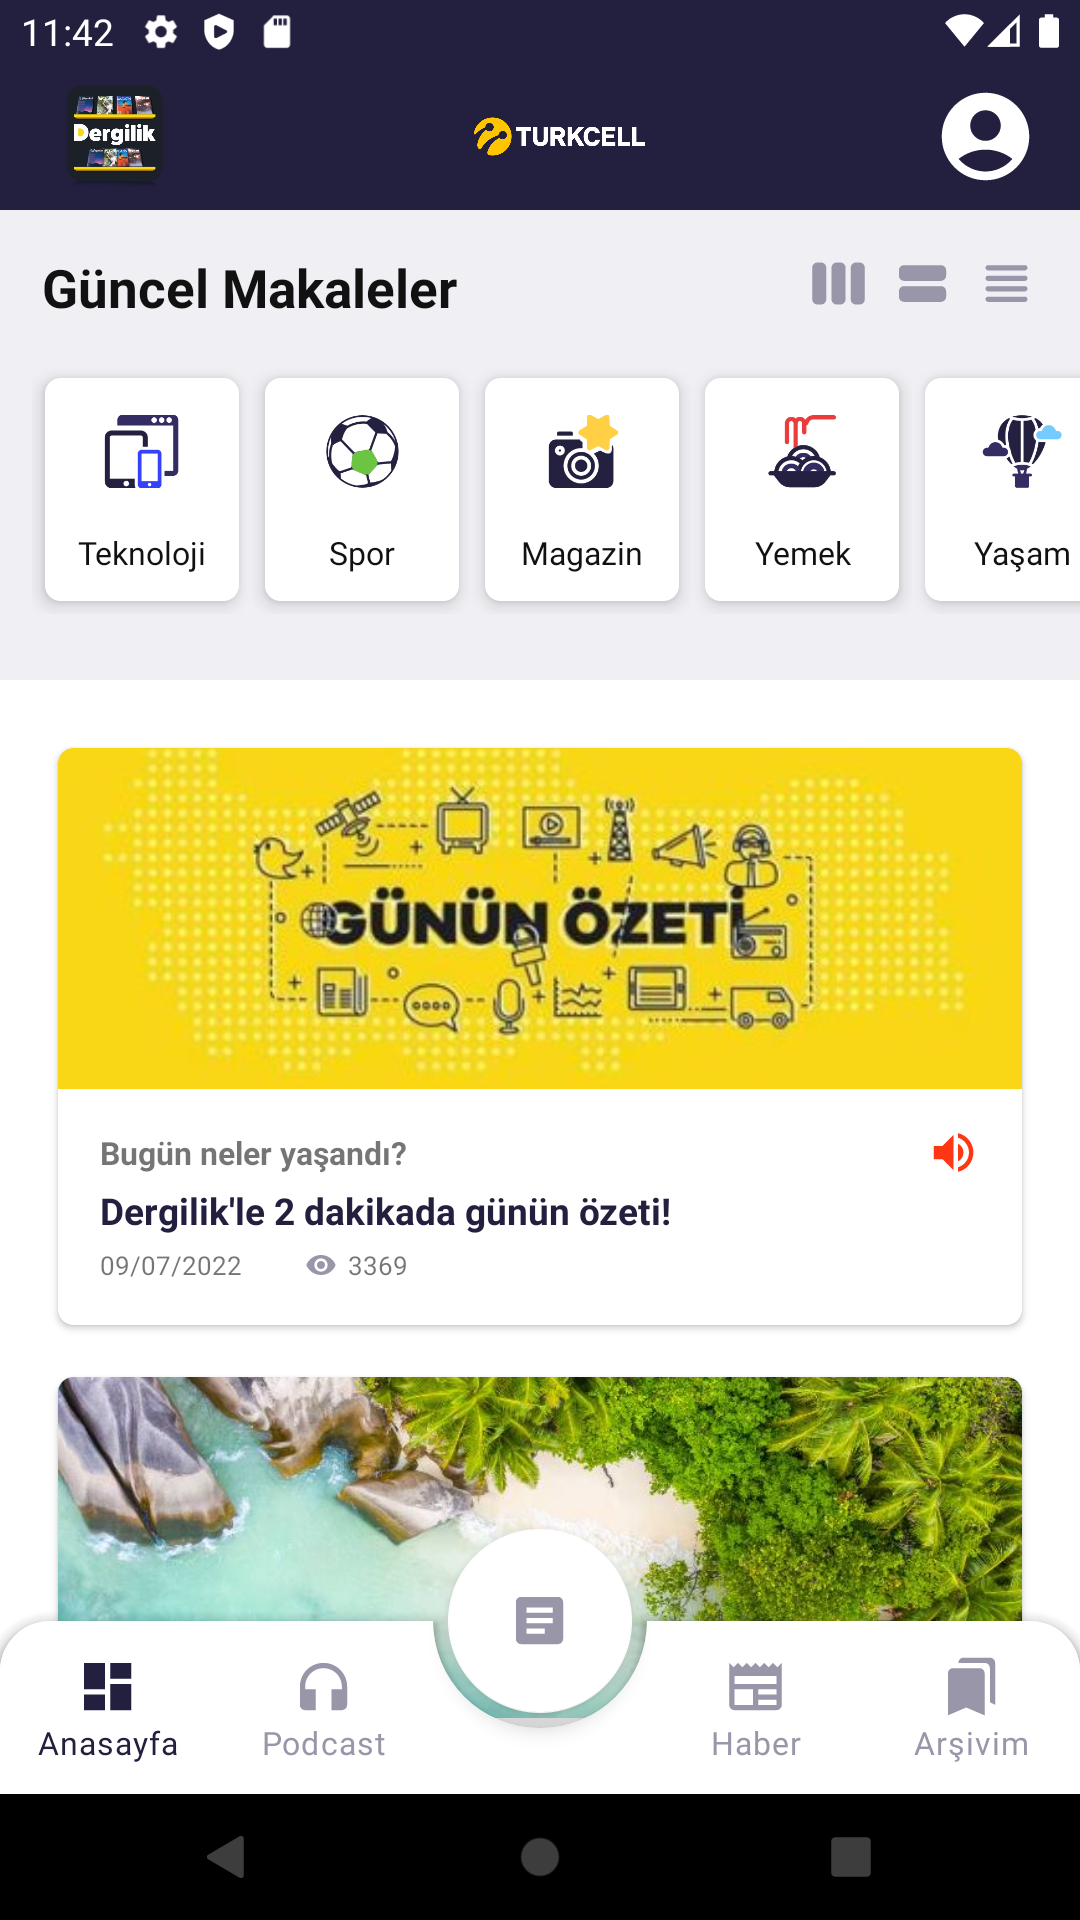 11:42
Dergilik
TURKCELL
Güncel Makaleler
Teknoloji
Spor
Magazin
Yemek
Yaşam
GÜNÜN ÖZETİ
Bugün neler yaşandı?
Dergilik'le 2 dakikada günün özeti!
09/07/2022
3369
Anasayfa
Podcast
Haber
Arşivim